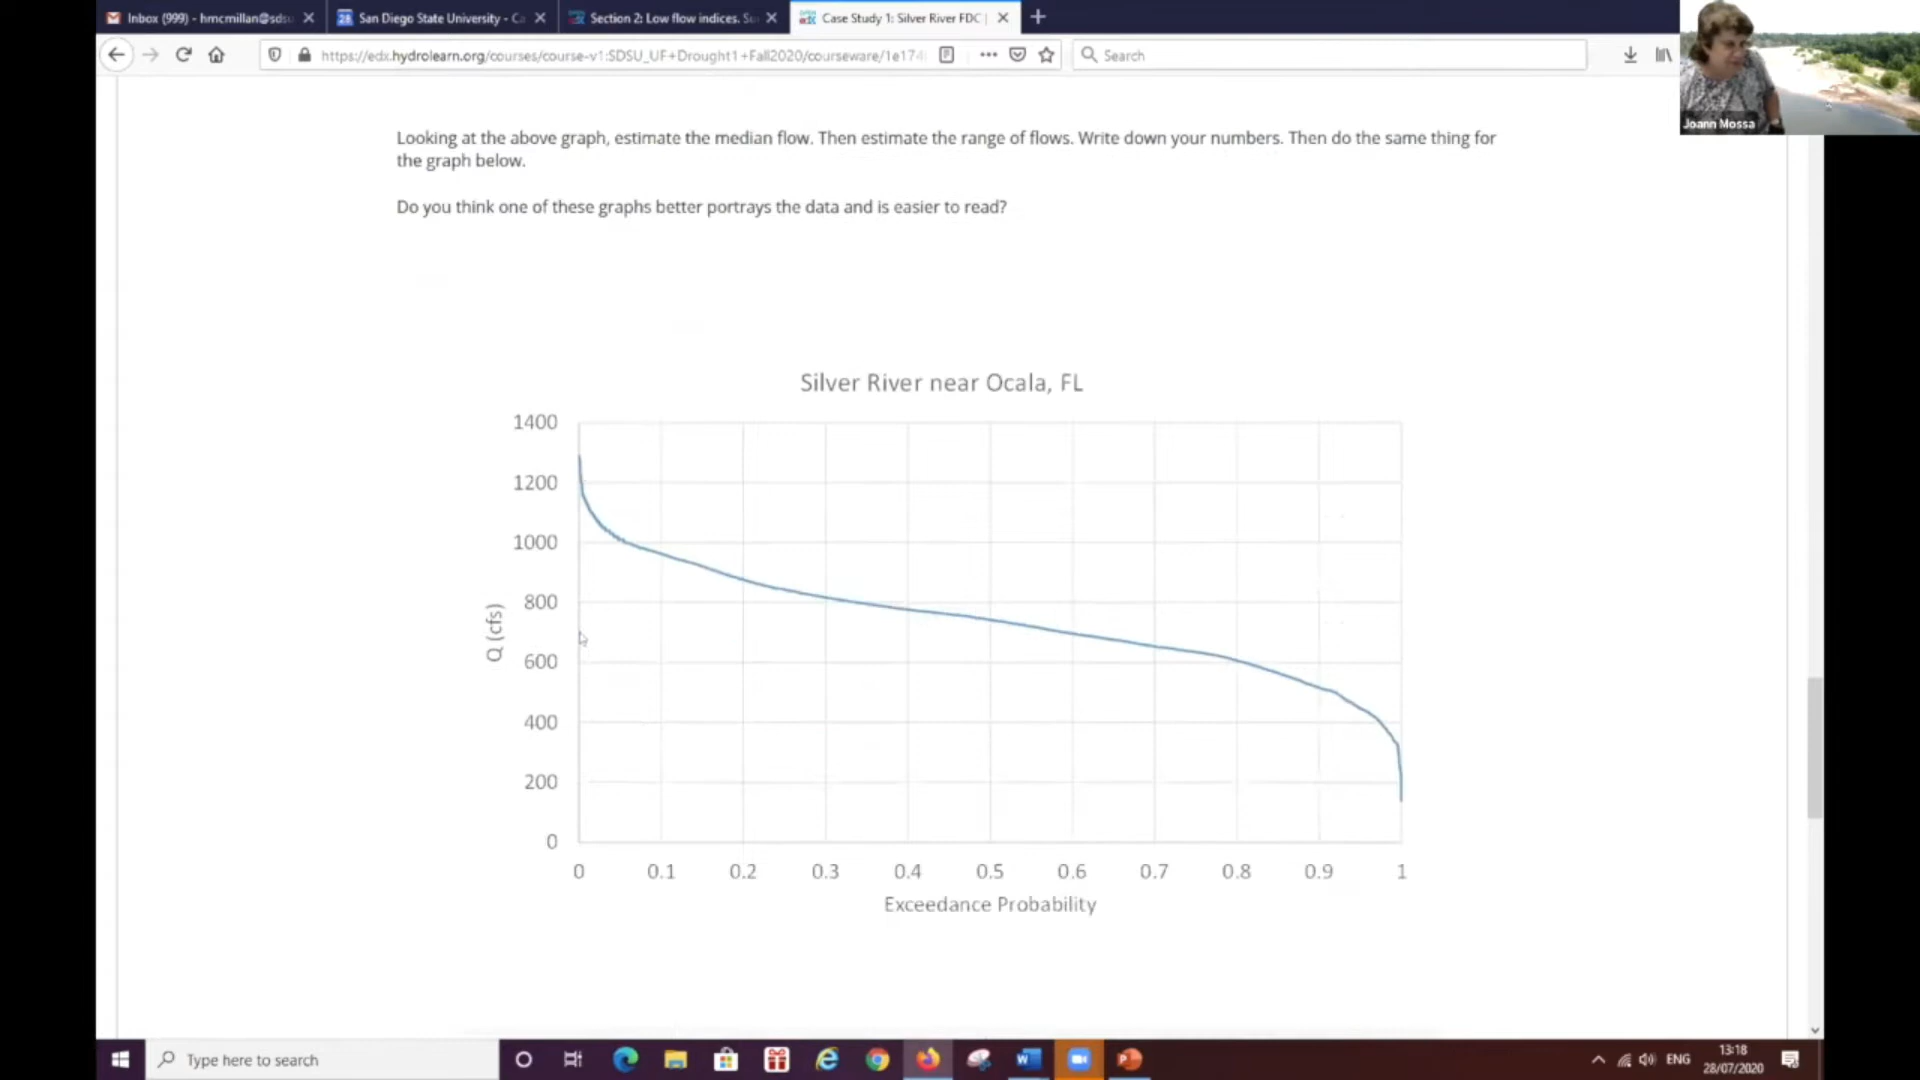 Inbox (999) - hmcmillan@sdsu
San Diego State University - Ca
Section 2: Low flow indices. Su
Case Study 1: Silver River FDC |
https://edx.hydrolearn.org/courses/course-v1:SDSU_UF+Drought1+Fall2020/courseware/1e174
Search
Joann Mossa
Looking at the above graph, estimate the median flow. Then estimate the range of flows. Write down your numbers. Then do the same thing for
the graph below.
Do you think one of these graphs better portrays the data and is easier to read?
Silver River near Ocala, FL
1400
1200
1000
800
600
400
200
0
Q (cfs)
0 0.1 0.2 0.3 0.4 0.5 0.6 0.7 0.8 0.9 1
Exceedance Probability
Type here to search
ENG
13:18
28/07/2020